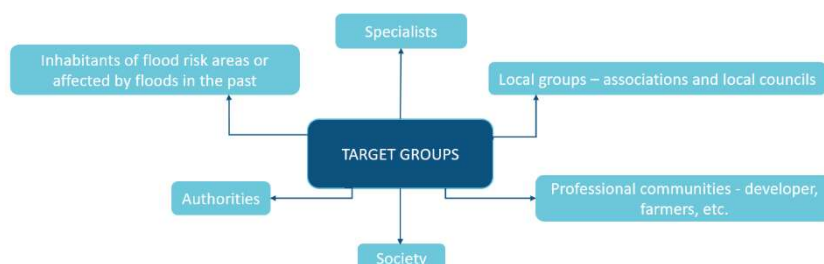 Specialists
Inhabitants of flood risk areas or
affected by floods in the past
Local groups – associations and local councils
TARGET GROUPS
Authorities
Professional communities - developer,
farmers, etc.
Society